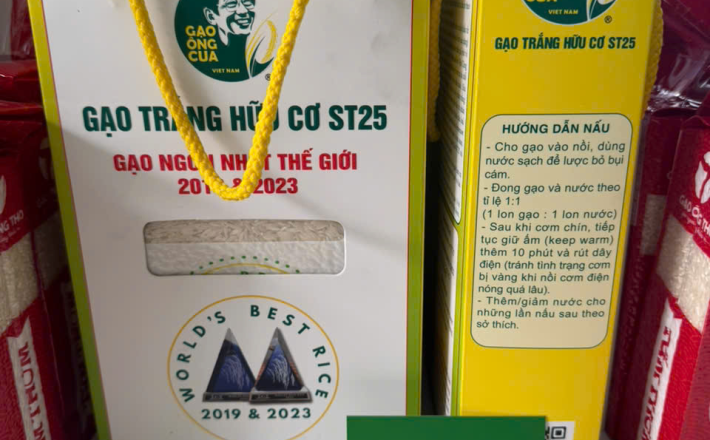 GẠO
ÔNG
CUA
VIỆT NAM
®
GẠO TRẮNG HỮU CƠ ST25
GẠO NGON NHẤT THẾ GIỚI
2019 & 2023
WORLD'S BEST RICE
2019 & 2023
CUA
VIỆT NAM
®
GẠO TRẮNG HỮU CƠ ST25
HƯỚNG DẪN NẤU
- Cho gạo vào nồi, dùng
nước sạch để lược bỏ bụi
cám.
- Đong gạo và nước theo
tỉ lệ 1:1
(1 lon gạo : 1 lon nước)
- Sau khi cơm chín, tiếp
tục giữ ấm (keep warm)
thêm 10 phút và rút dây
điện (tránh tình trạng cơm
bị vàng khi nồi cơm điện
nóng quá lâu).
- Thêm/giảm nước cho
những lần nấu sau theo
sở thích.